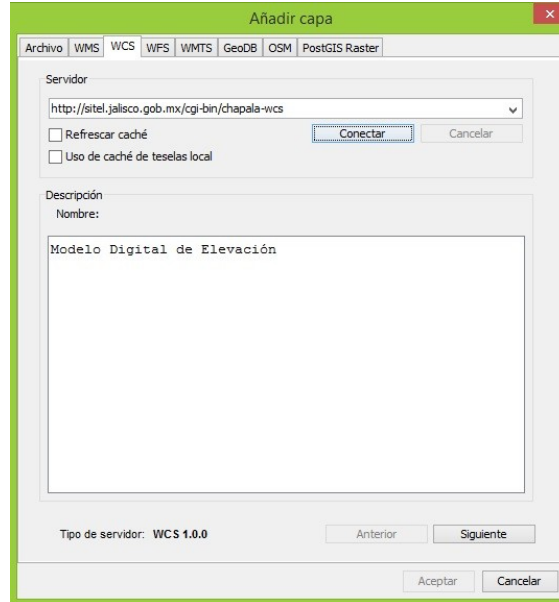 Añadir capa
x
Archivo WMS WCS WFS WMTS GeoDB OSM PostGIS Raster
Servidor
http://sitel.jalisco.gob.mx/cgi-bin/chapala-wcs
Refrescar caché Conectar Cancelar
Uso de caché de teselas local
Descripción
Nombre:
Modelo Digital de Elevación
Tipo de servidor: WCS 1.0.0 Anterior Siguiente
Aceptar Cancelar